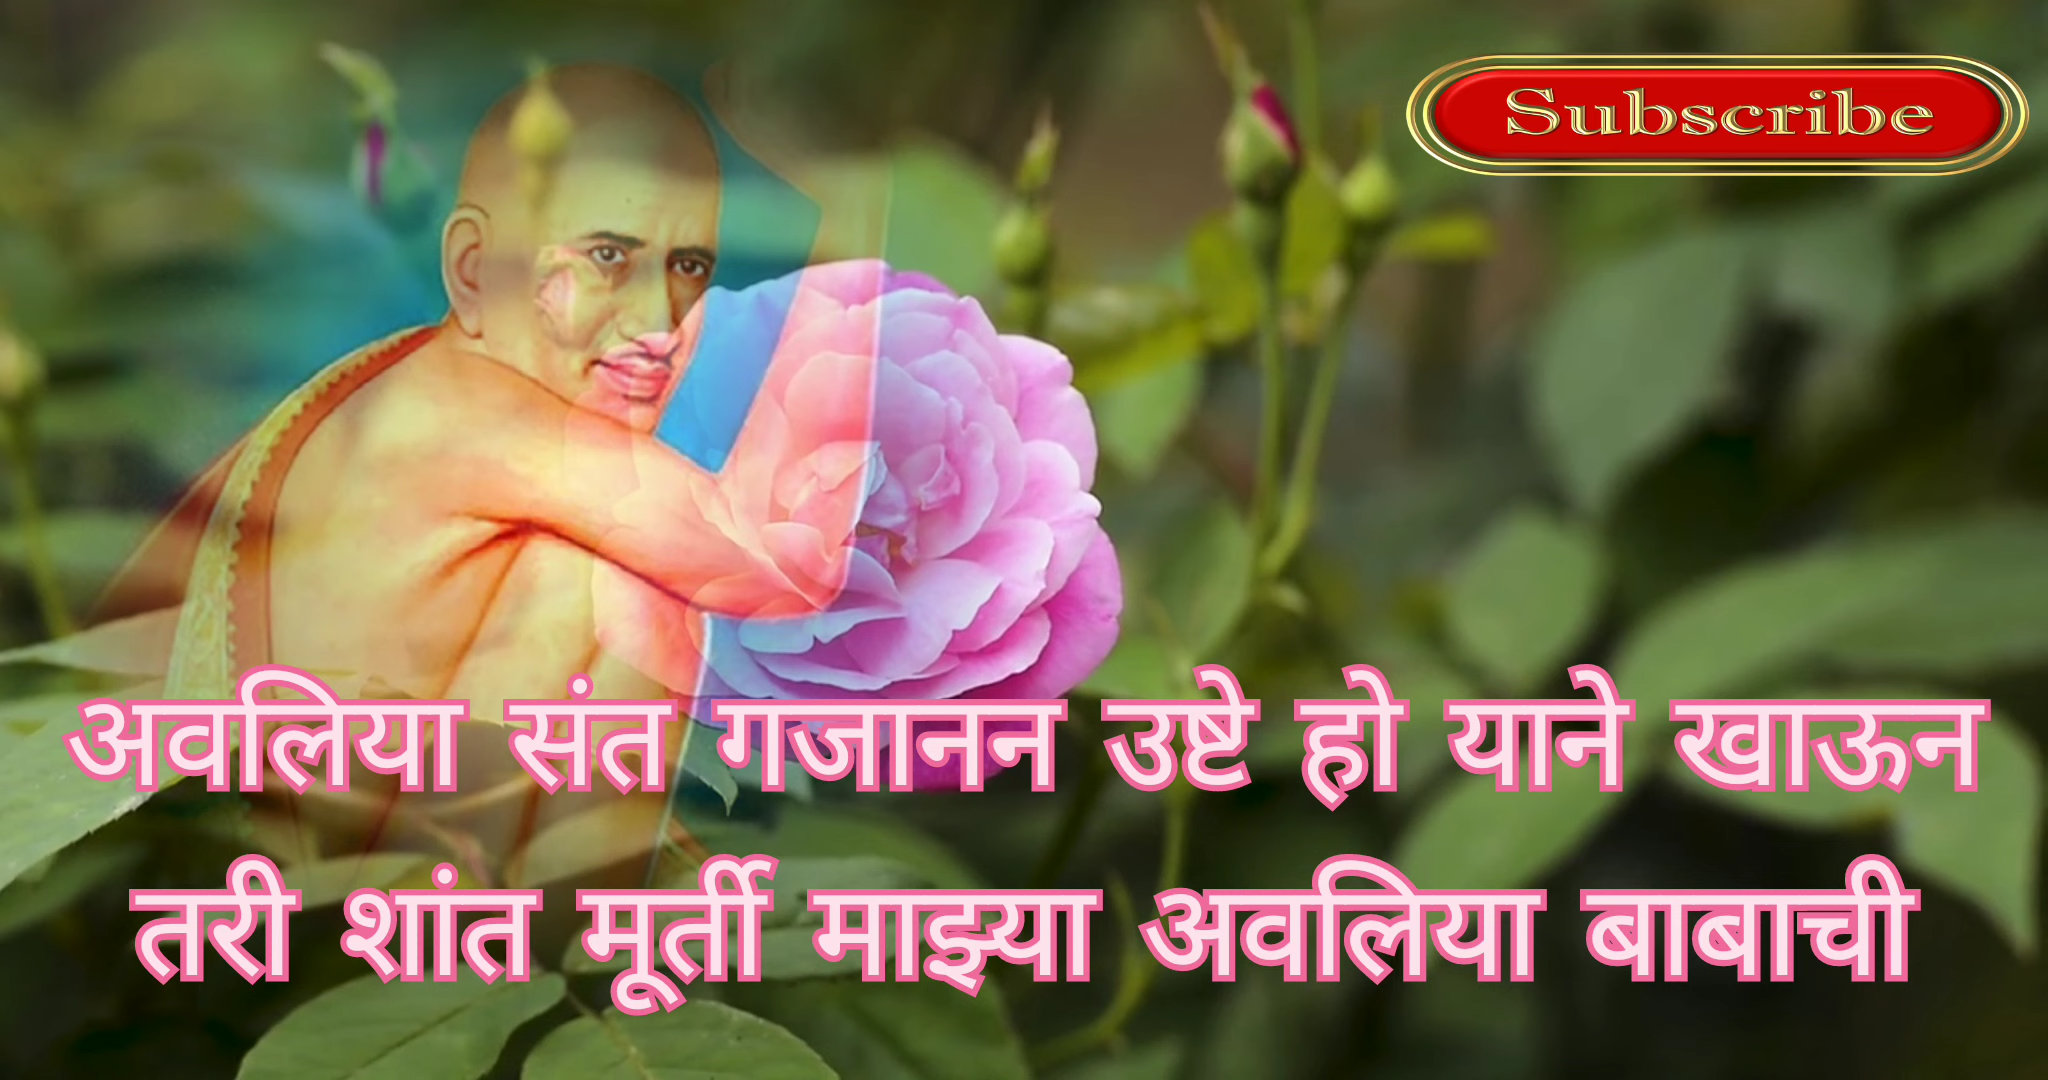 Subscribe
अवलिया संत गजानन उष्टे हो याने खाऊन
तरी शांत मूर्ती माझ्या अवलिया बाबाची